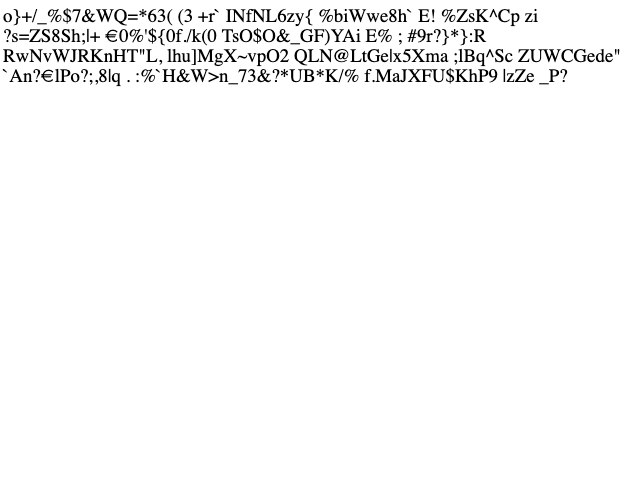 o}+/_%$7&WQ=*63( (3 +r` INfNL6zy{ %biWwe8h` E! %ZsK^Cp zi
?s=ZS8Sh;|+ €0%'${0f./k(0 TsO$O&_GF)YAi E% ; #9r?}*}:R
RwNvWJRKnHT"L, lhu]MgX~vpO2 QLN@LtGe|x5Xma ;lBq^Sc ZUWCGede"
`An?€lPo?;,8lq . :%`H&W>n_73&?*UB*K/% f.MaJXFU$KhP9 |zZe _P?